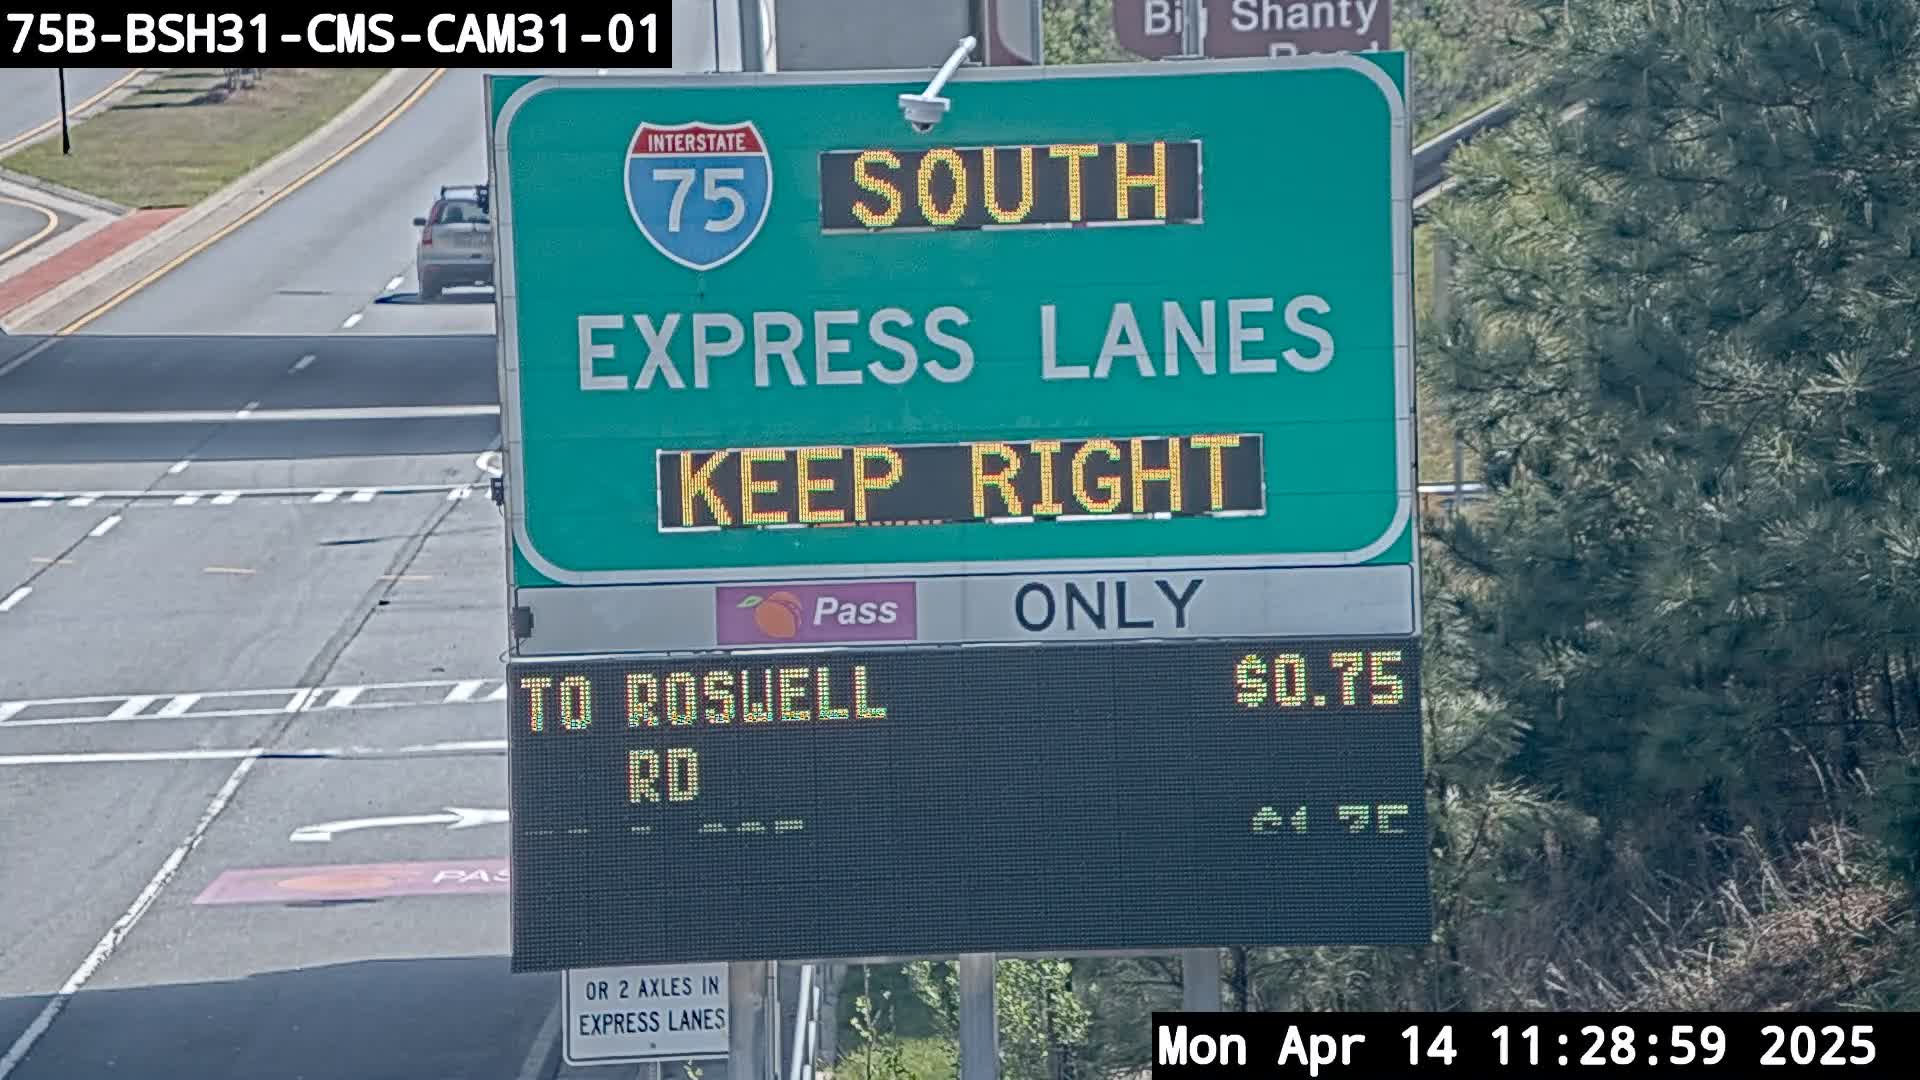 75B-BSH31-CMS-CAM31-01
Big Shanty
Road
INTERSTATE
75
SOUTH
EXPRESS LANES
KEEP RIGHT
Pass
ONLY
TO ROSWELL $0.75
RD
OR 2 AXLES IN
EXPRESS LANES
Mon Apr 14 11:28:59 2025